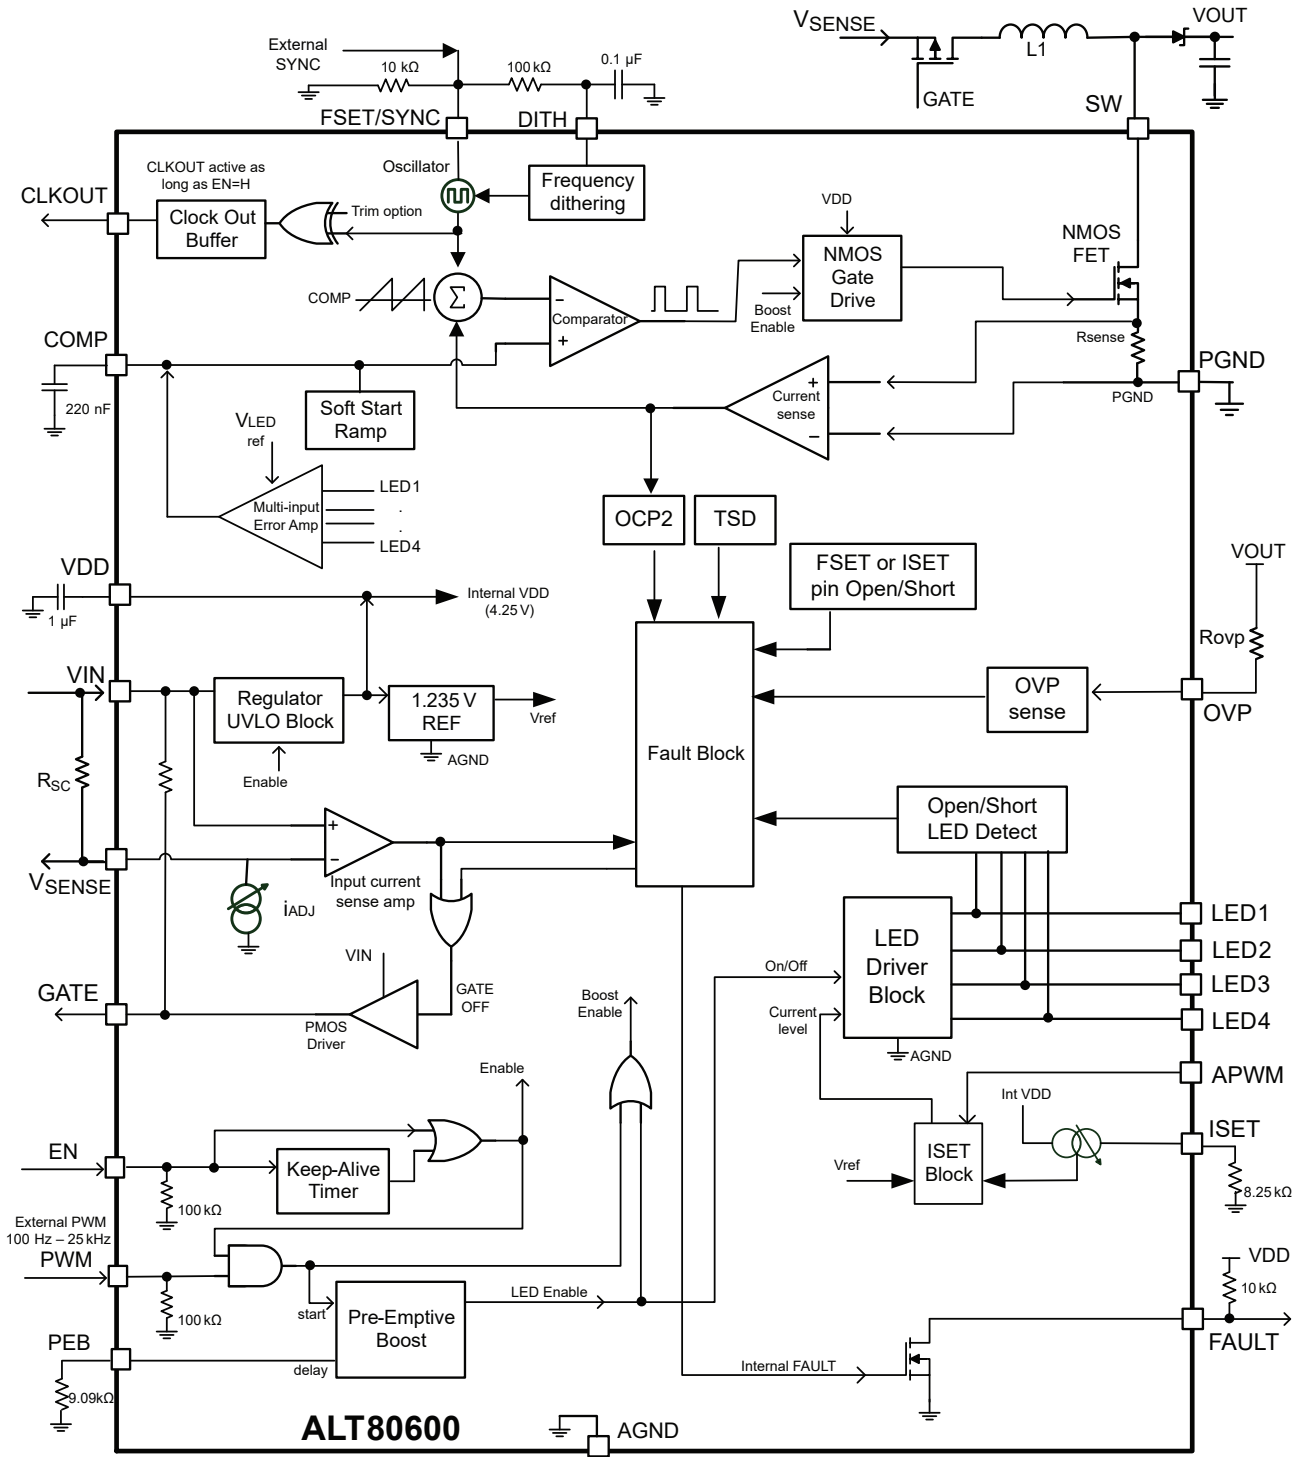 VSENSE
VOUT
L1
GATE
SW
External
SYNC
10 kΩ
100 kΩ
0.1 µF
FSET/SYNC
DITH
CLKOUT active as
long as EN=H
Oscillator
CLKOUT
Clock Out
Buffer
Trim option
Frequency
dithering
VDD
NMOS
Gate
Drive
NMOS
FET
COMP
Σ
−
Comparator
+
Boost
Enable
Rsense
COMP
220 nF
PGND
PGND
Soft Start
Ramp
+
Current
sense
−
VLED
ref
Multi-input
Error Amp
LED1
.
.
LED4
OCP2
TSD
FSET or ISET
pin Open/Short
VOUT
VDD
1 µF
Internal VDD
(4.25 V)
Rovp
VIN
Regulator
UVLO Block
1.235 V
REF
Vref
AGND
Enable
OVP
sense
OVP
RSC
Fault Block
Open/Short
LED Detect
+
−
Input current
sense amp
VSENSE
iADJ
LED
Driver
Block
LED1
LED2
LED3
LED4
On/Off
Current
level
AGND
VIN
GATE
OFF
GATE
PMOS
Driver
Boost
Enable
Enable
APWM
Int VDD
ISET
EN
Keep-Alive
Timer
100 kΩ
ISET
Block
Vref
8.25 kΩ
External PWM
100 Hz – 25 kHz
PWM
100 kΩ
start
Pre-Emptive
Boost
LED Enable
VDD
10 kΩ
FAULT
PEB
delay
9.09kΩ
Internal FAULT
ALT80600
AGND